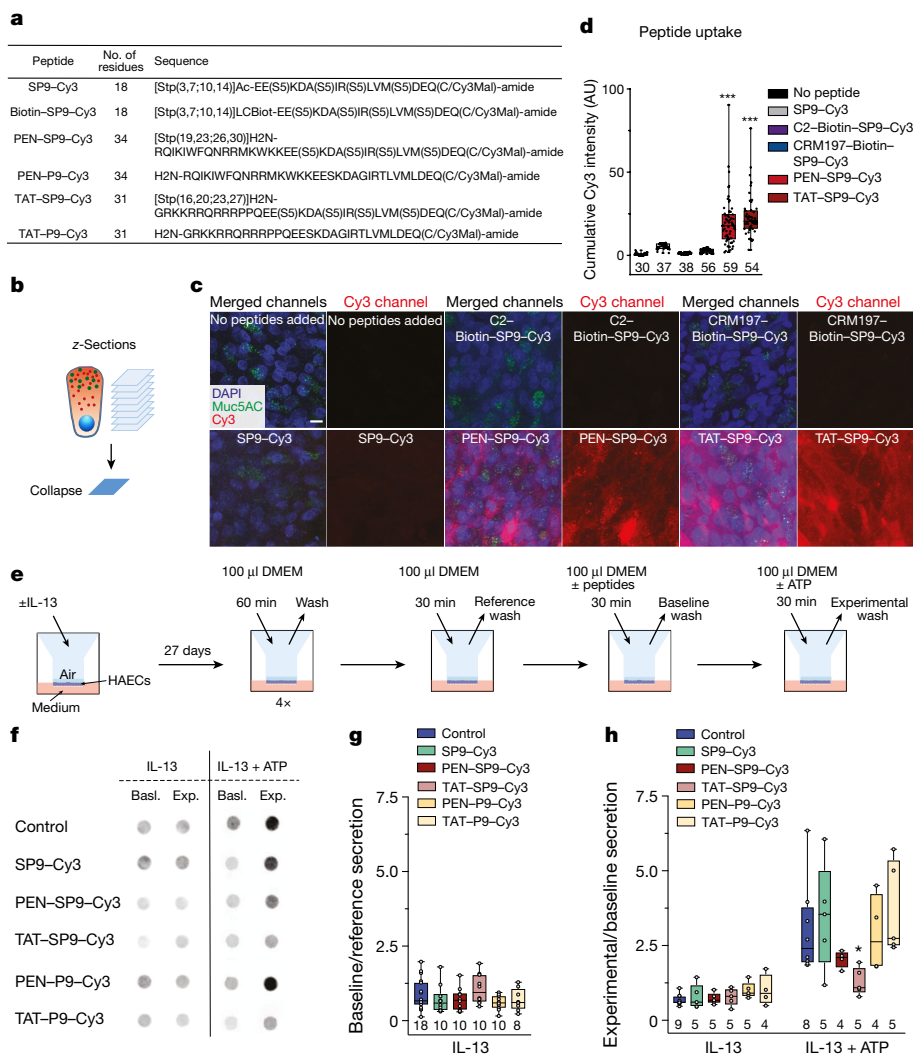 a
Peptide No. of residues Sequence
SP9–Cy3 18 [Stp(3,7;10,14)]Ac-EE(S5)KDA(S5)IR(S5)LVM(S5)DEQ(C/Cy3Mal)-amide
Biotin-SP9–Cy3 18 [Stp(3,7;10,14)]LCBiot-EE(S5)KDA(S5)IR(S5)LVM(S5)DEQ(C/Cy3Mal)-amide
PEN–SP9–Cy3 34 [Stp(19,23;26,30)]H2N-
RQIKIWFQNRRMKWKKEE(S5)KDA(S5)IR(S5)LVM(S5)DEQ(C/Cy3Mal)-amide
PEN–P9–Cy3 34 H2N-RQIKIWFQNRRMKWKKEESKDAGIRTLVMLDEQ(C/Cy3Mal)-amide
TAT–SP9–Cy3 31 [Stp(16,20;23,27)]H2N-
GRKKRRQRRRPPQEE(S5)KDA(S5)IR(S5)LVM(S5)DEQ(C/Cy3Mal)-amide
TAT–P9–Cy3 31 H2N-GRKKRRQRRRPPQEESKDAGIRTLVMLDEQ(C/Cy3Mal)-amide
d
Peptide uptake
Cumulative Cy3 intensity (AU)
100
50
0
***
***
30 37 38 56 59 54
No peptide
SP9–Cy3
C2–Biotin–SP9–Cy3
CRM197–Biotin–
SP9–Cy3
PEN–SP9–Cy3
TAT–SP9–Cy3
b
z-Sections
Collapse
c
Merged channels Cy3 channel Merged channels Cy3 channel Merged channels Cy3 channel
No peptides added No peptides added C2–
Biotin–SP9–Cy3 C2–
Biotin–SP9–Cy3 CRM197–
Biotin–SP9–Cy3 CRM197–
Biotin–SP9–Cy3
DAPI
Muc5AC
Cy3
SP9–Cy3 SP9–Cy3 PEN–SP9–Cy3 PEN–SP9–Cy3 TAT–SP9–Cy3 TAT–SP9–Cy3
e
±IL-13
Air
HAECs
Medium
27 days
100 µl DMEM
60 min Wash
4×
100 µl DMEM
30 min Reference
wash
100 µl DMEM
± peptides
30 min Baseline
wash
100 µl DMEM
± ATP
30 min Experimental
wash
f
IL-13 IL-13 + ATP
Basl. Exp. Basl. Exp.
Control
SP9–Cy3
PEN–SP9–Cy3
TAT–SP9–Cy3
PEN–P9–Cy3
TAT–P9–Cy3
g
Control
SP9–Cy3
PEN–SP9–Cy3
TAT–SP9–Cy3
PEN–P9–Cy3
TAT–P9–Cy3
Baseline/reference secretion
7.5
5.0
2.5
0
18 10 10 10 10 8
IL-13
h
Control
SP9–Cy3
PEN–SP9–Cy3
TAT–SP9–Cy3
PEN–P9–Cy3
TAT–P9–Cy3
Experimental/baseline secretion
7.5
5.0
2.5
0
*
9 5 5 5 5 4 8 5 4 5 4 5
IL-13 IL-13 + ATP